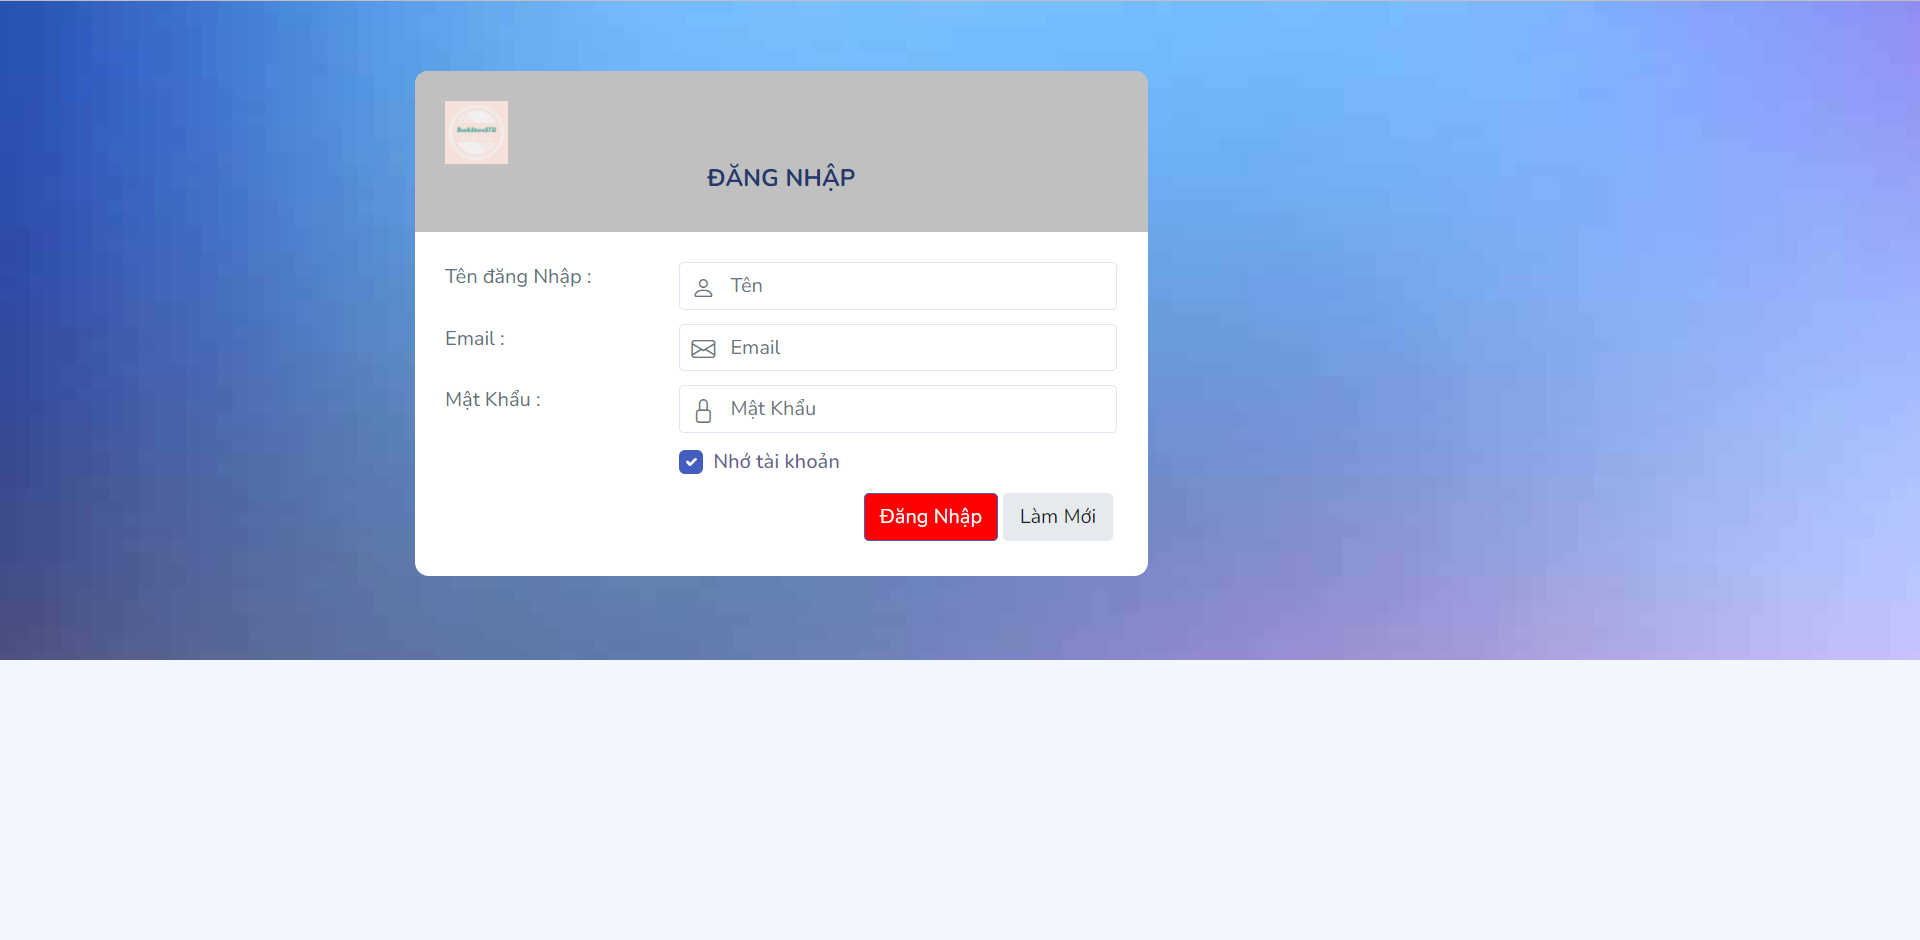 BookStoreSTU
ĐĂNG NHẬP
Tên đăng Nhập :
Tên
Email :
Email
Mật Khẩu :
Mật Khẩu
Nhớ tài khoản
Đăng Nhập
Làm Mới